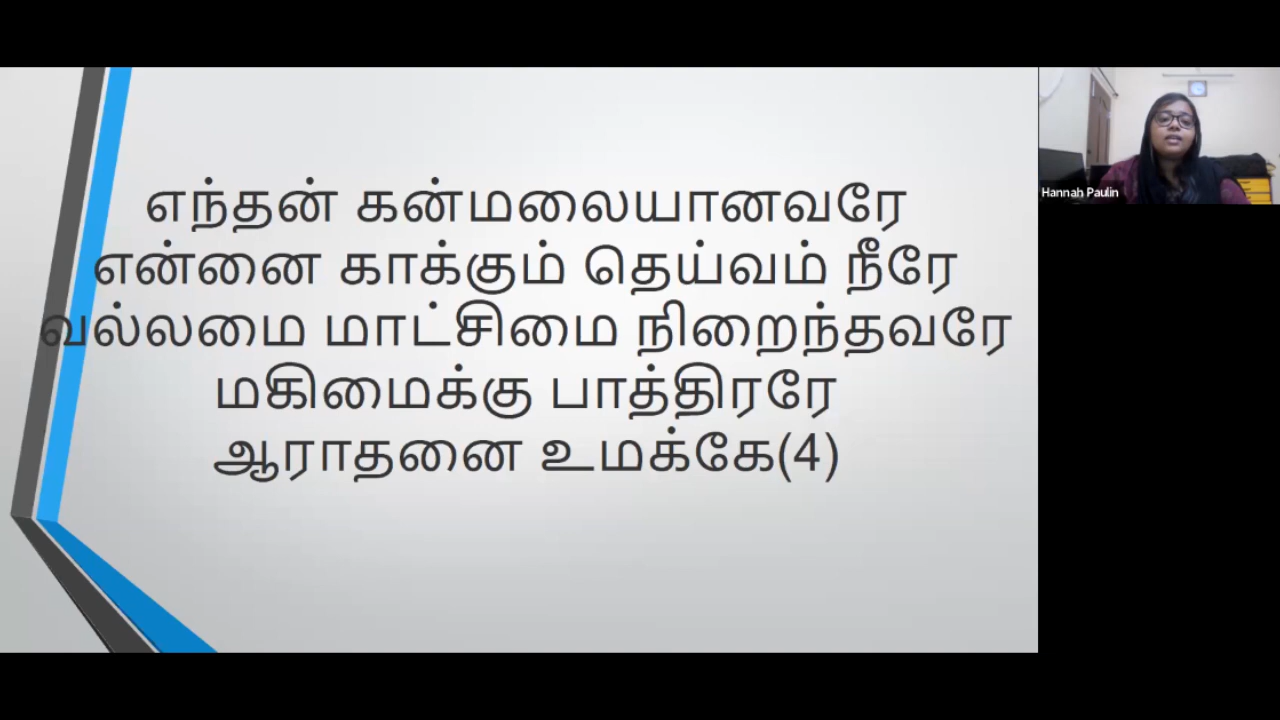 எந்தன் கன்மலையானவரே
என்னை காக்கும் தெய்வம் நீரே
வல்லமை மாட்சிமை நிறைந்தவரே
மகிமைக்கு பாத்திரரே
ஆராதனை உமக்கே(4)
Hannah Paulin